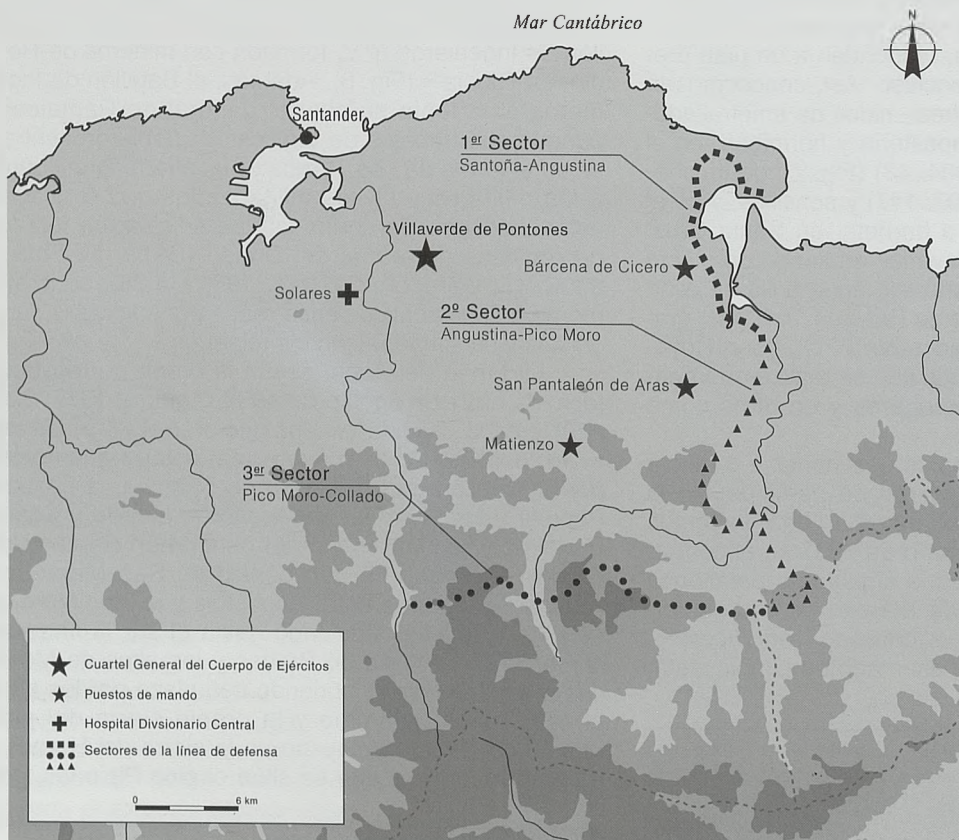 Mar Cantábrico
N
Santander
1er Sector
Santoña-Angustina
Villaverde de Pontones
Bárcena de Cicero
Solares
2º Sector
Angustina-Pico Moro
San Pantaleón de Aras
Matienzo
3er Sector
Pico Moro-Collado
Cuartel General del Cuerpo de Ejércitos
Puestos de mando
Hospital Divsionario Central
Sectores de la línea de defensa
0 6 km